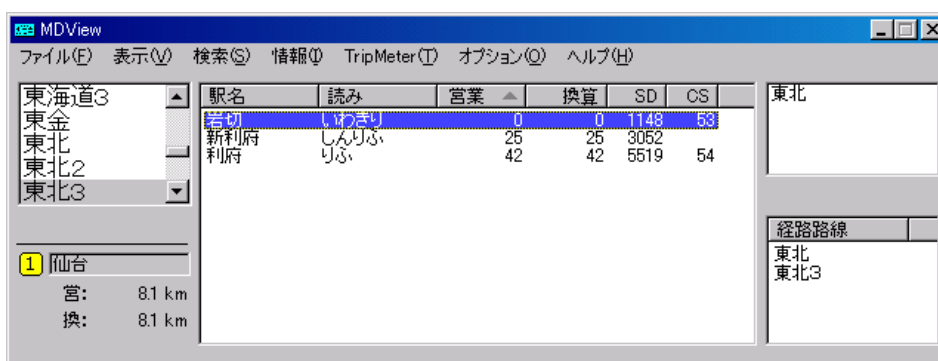 MDView
ファイル(F) 表示(V) 検索(S) 情報(I) TripMeter(T) オプション(O) ヘルプ(H)
東海道3
東金
東北
東北2
東北3
駅名 読み 営業 換算 SD CS
岩切 いわきり 0 0 1148 53
新利府 しんりふ 25 25 3052
利府 りふ 42 42 5519 54
東北
経路路線
東北
東北3
1 仙台
営: 8.1 km
換: 8.1 km